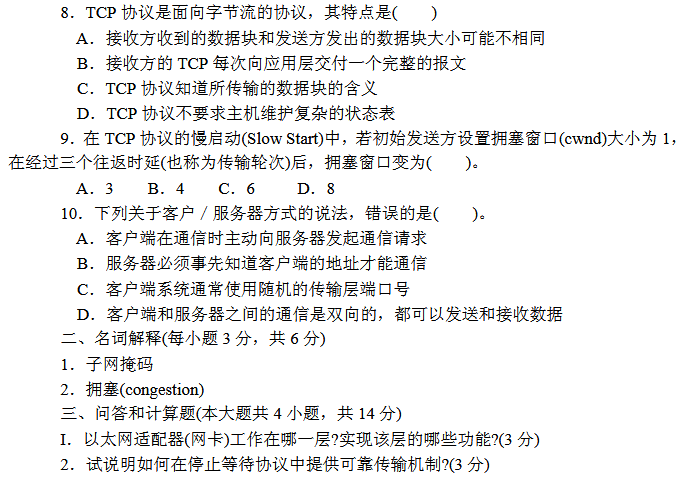 8．TCP 协议是面向字节流的协议，其特点是(　　)
A．接收方收到的数据块和发送方发出的数据块大小可能不相同
B．接收方的 TCP 每次向应用层交付一个完整的报文
C．TCP 协议知道所传输的数据块的含义
D．TCP 协议不要求主机维护复杂的状态表
9．在 TCP 协议的慢启动(Slow Start)中，若初始发送方设置拥塞窗口(cwnd)大小为 1，
在经过三个往返时延(也称为传输轮次)后，拥塞窗口变为(　　)。
A．3　B．4　C．6　D．8
10．下列关于客户／服务器方式的说法，错误的是(　　)。
A．客户端在通信时主动向服务器发起通信请求
B．服务器必须事先知道客户端的地址才能通信
C．客户端系统通常使用随机的传输层端口号
D．客户端和服务器之间的通信是双向的，都可以发送和接收数据
二、名词解释(每小题 3 分，共 6 分)
1．子网掩码
2．拥塞(congestion)
三、问答和计算题(本大题共 4 小题，共 14 分)
I．以太网适配器(网卡)工作在哪一层?实现该层的哪些功能?(3 分)
2．试说明如何在停止等待协议中提供可靠传输机制?(3 分)